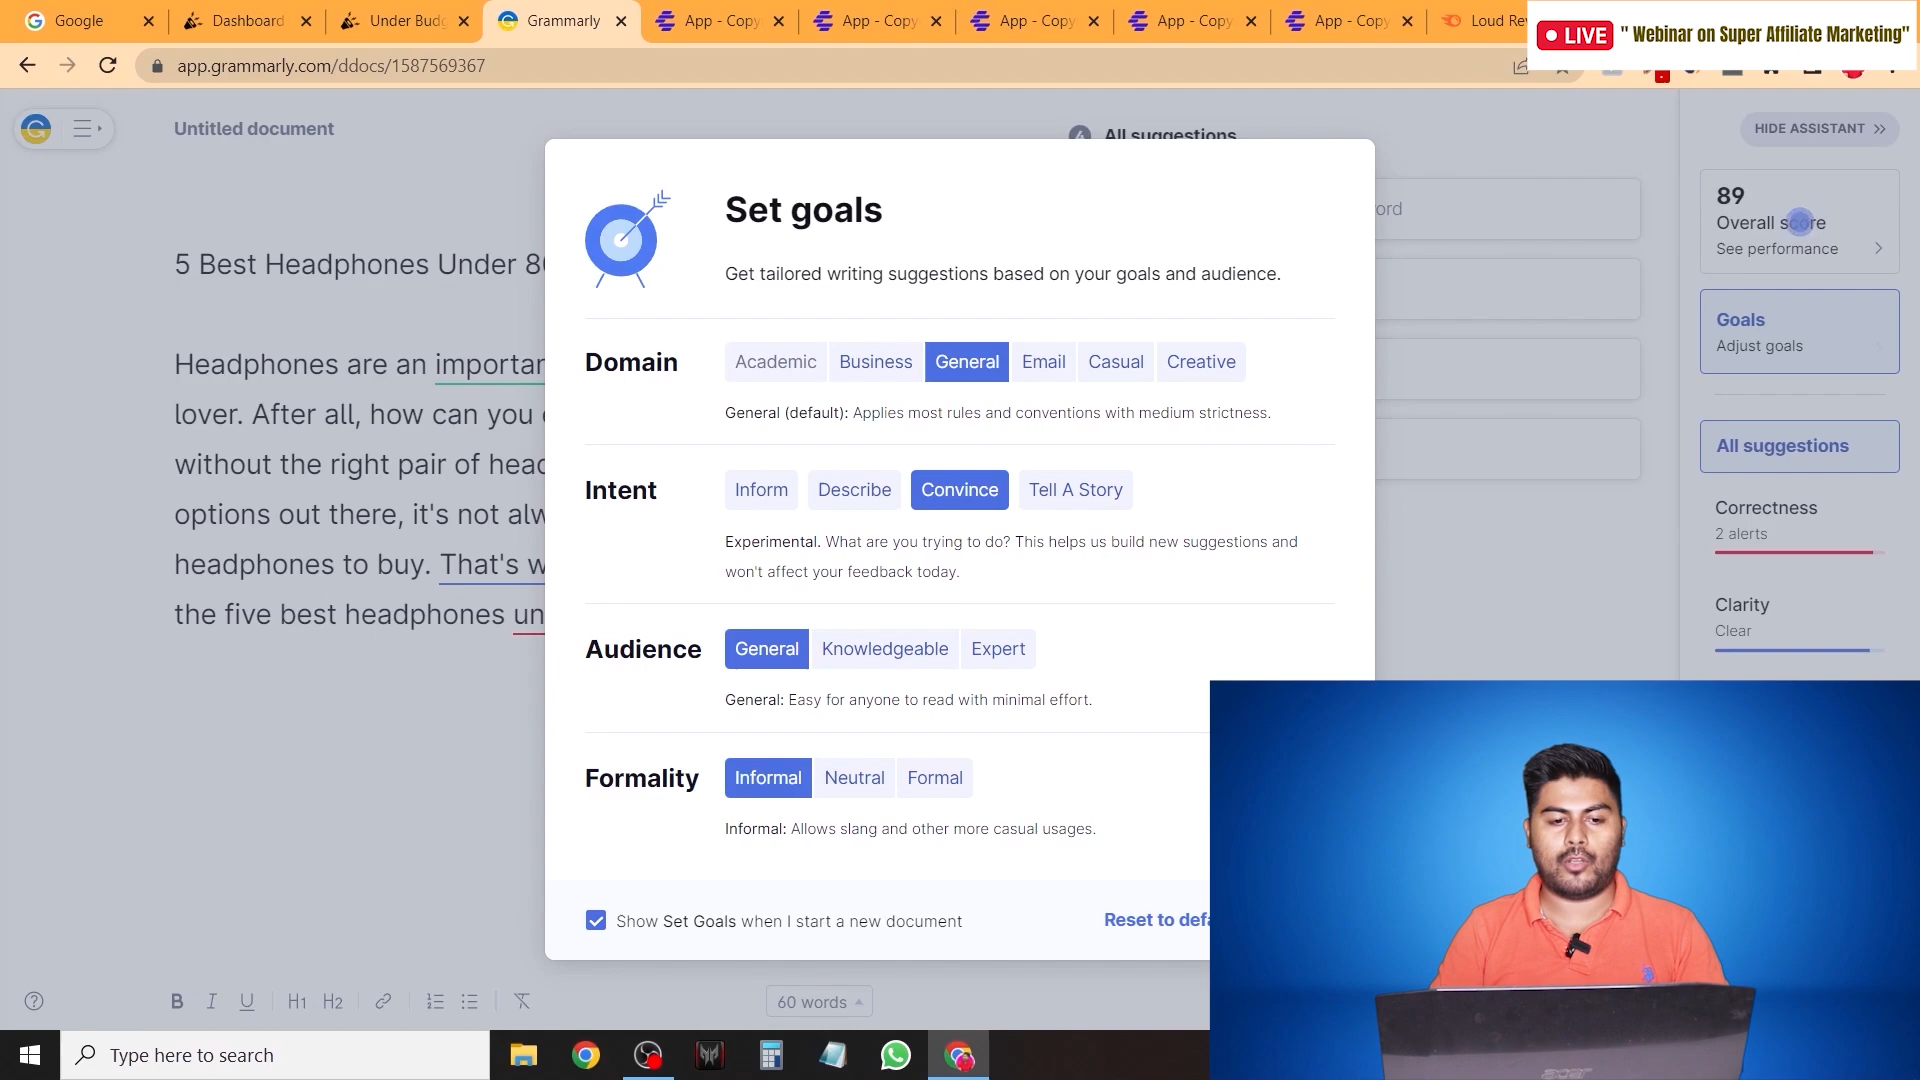 Google
Dashboard
Under Budg
Grammarly
App - Copy
App - Copy
App - Copy
App - Copy
App - Copy
Loud Rev
LIVE
" Webinar on Super Affiliate Marketing"
app.grammarly.com/ddocs/1587569367
Untitled document
All suggestions
HIDE ASSISTANT
5 Best Headphones Under 80
Headphones are an importan
lover. After all, how can you
without the right pair of head
options out there, it's not alw
headphones to buy. That's w
the five best headphones un
Set goals
Get tailored writing suggestions based on your goals and audience.
Domain
Academic Business General Email Casual Creative
General (default): Applies most rules and conventions with medium strictness.
Intent
Inform Describe Convince Tell A Story
Experimental. What are you trying to do? This helps us build new suggestions and
won't affect your feedback today.
Audience
General Knowledgeable Expert
General: Easy for anyone to read with minimal effort.
Formality
Informal Neutral Formal
Informal: Allows slang and other more casual usages.
Show Set Goals when I start a new document
Reset to defa
ord
89
Overall score
See performance
Goals
Adjust goals
All suggestions
Correctness
2 alerts
Clarity
Clear
B I U H1 H2
60 words
Type here to search
acer